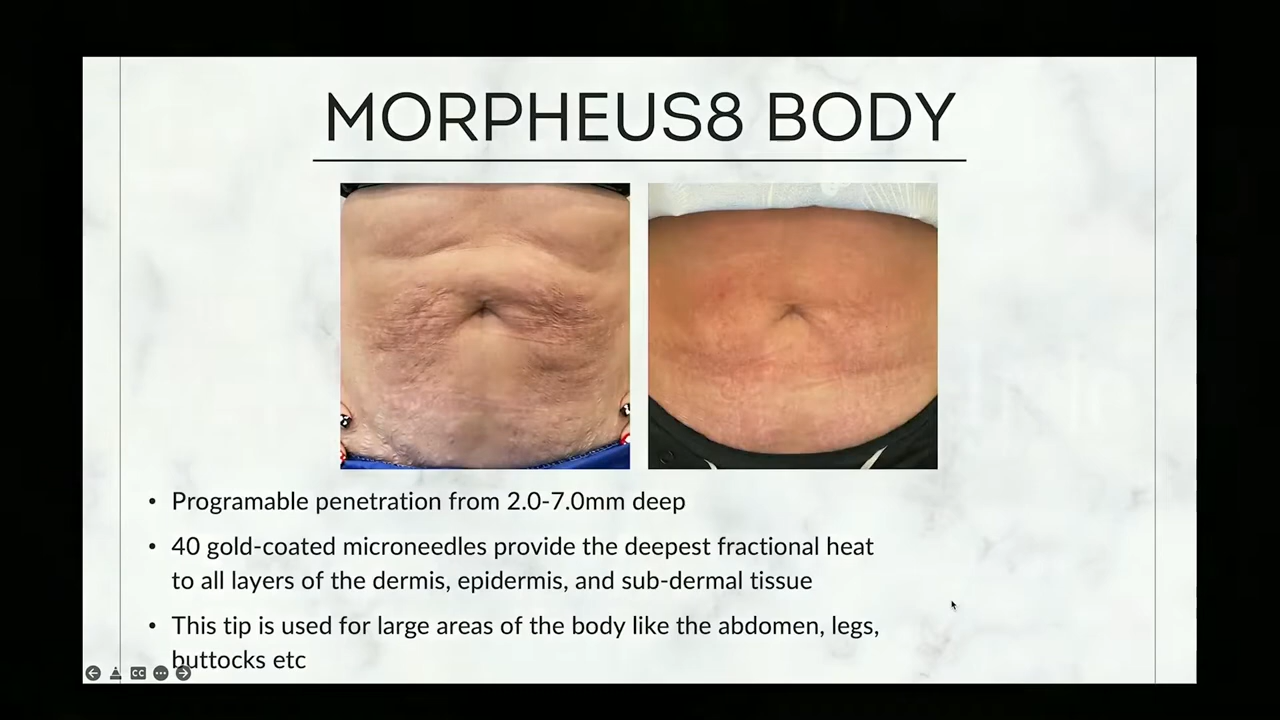 MORPHEUS8 BODY
• Programable penetration from 2.0-7.0mm deep
• 40 gold-coated microneedles provide the deepest fractional heat
to all layers of the dermis, epidermis, and sub-dermal tissue
• This tip is used for large areas of the body like the abdomen, legs,
buttocks etc
CC